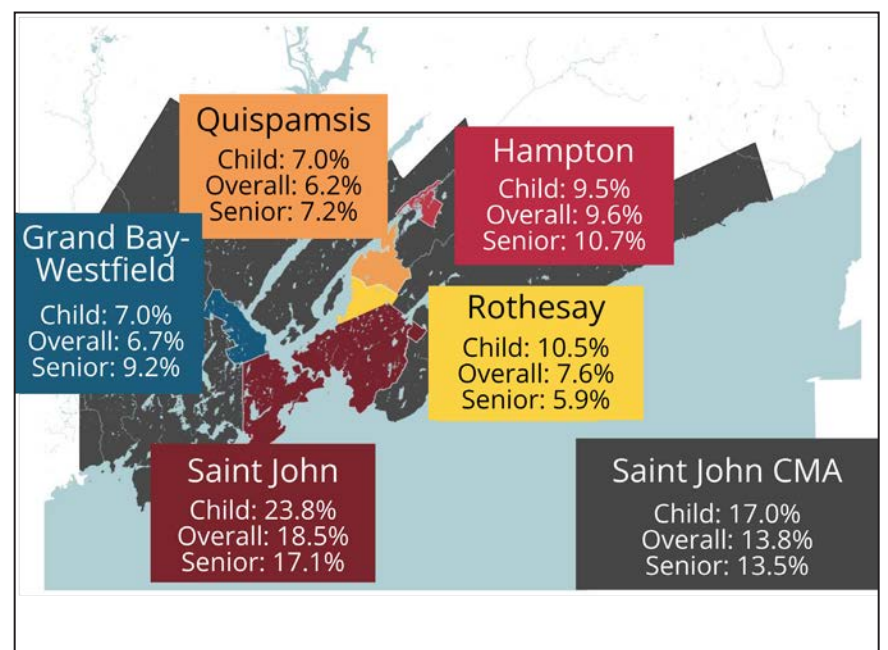 Quispamsis
Child: 7.0%
Overall: 6.2%
Senior: 7.2%
Hampton
Child: 9.5%
Overall: 9.6%
Senior: 10.7%
Grand Bay-
Westfield
Child: 7.0%
Overall: 6.7%
Senior: 9.2%
Rothesay
Child: 10.5%
Overall: 7.6%
Senior: 5.9%
Saint John
Child: 23.8%
Overall: 18.5%
Senior: 17.1%
Saint John CMA
Child: 17.0%
Overall: 13.8%
Senior: 13.5%